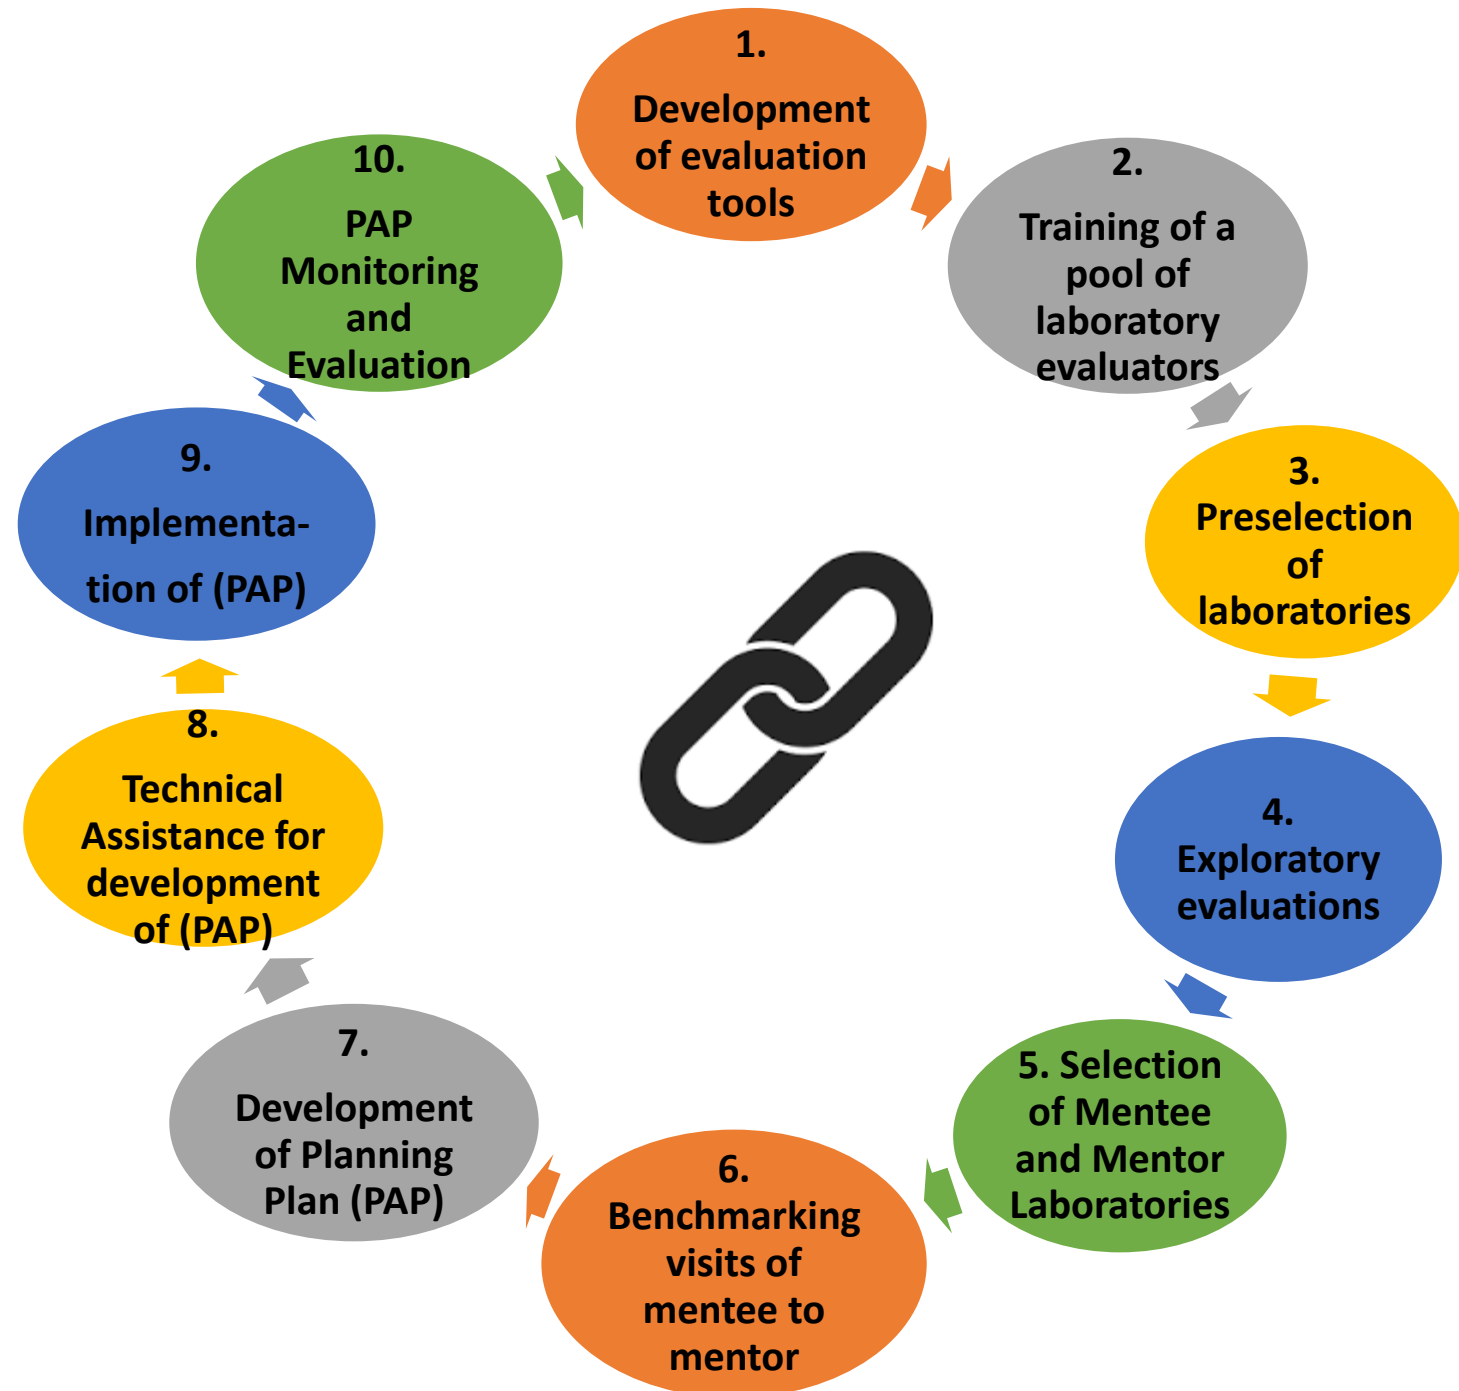 1.
Development
of evaluation
tools
2.
Training of a
pool of
laboratory
evaluators
3.
Preselection
of
laboratories
4.
Exploratory
evaluations
5. Selection
of Mentee
and Mentor
Laboratories
6.
Benchmarking
visits of
mentee to
mentor
7.
Development
of Planning
Plan (PAP)
8.
Technical
Assistance for
development
of (PAP)
9.
Implementa-
tion of (PAP)
10.
PAP
Monitoring
and
Evaluation